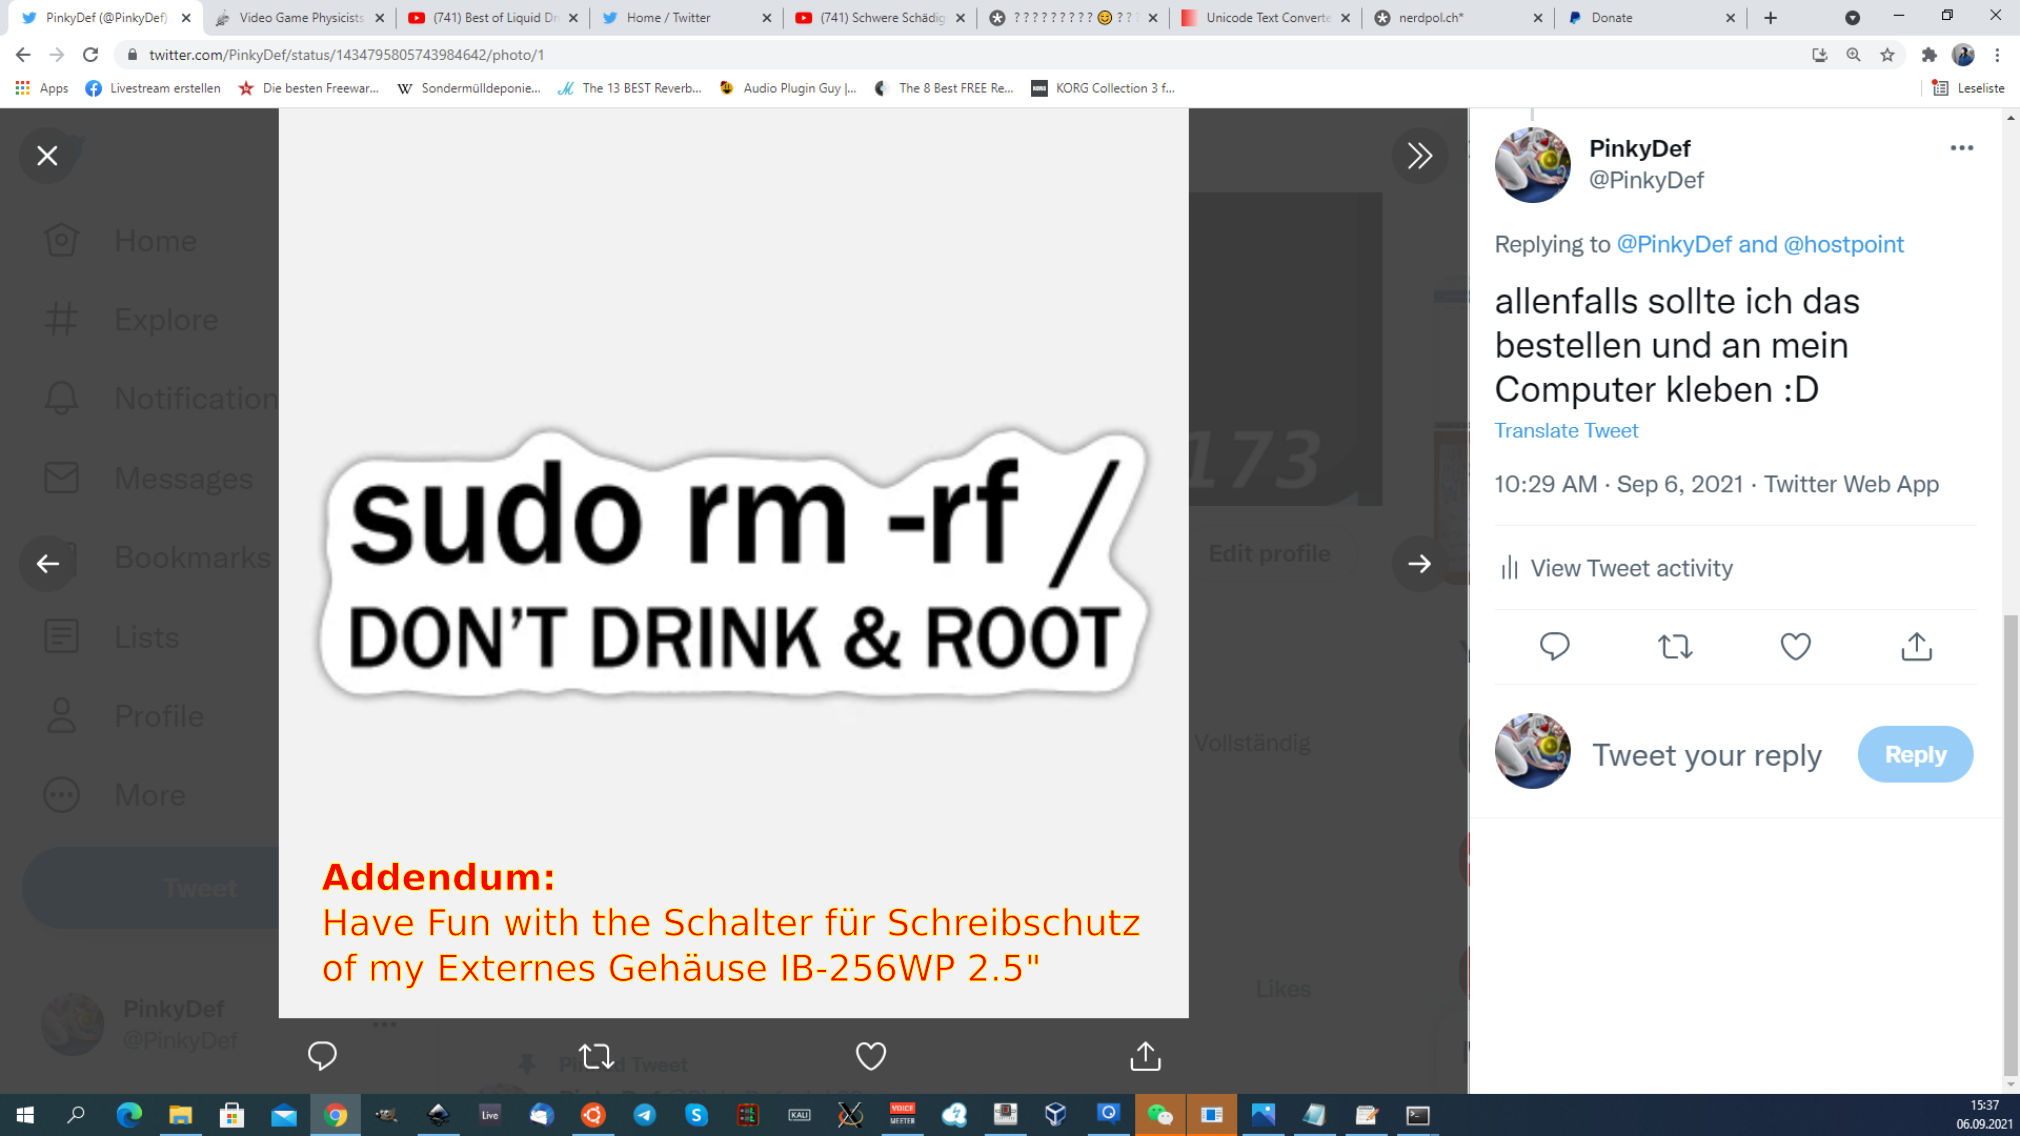 PinkyDef (@PinkyDef)
Video Game Physicists
(741) Best of Liquid Dr
Home / Twitter
(741) Schwere Schädig
? ? ? ? ? ? ? ? ? 😊 ? ? ?
Unicode Text Converte
nerdpol.ch*
Donate
twitter.com/PinkyDef/status/1434795805743984642/photo/1
Apps
Livestream erstellen
Die besten Freewar...
Sondermülldeponie...
The 13 BEST Reverb...
Audio Plugin Guy |...
The 8 Best FREE Re...
KORG Collection 3 f...
Leseliste
Home
Explore
Notification
Messages
Bookmarks
Lists
Profile
More
Tweet
PinkyDef
@PinkyDef
sudo rm -rf /
DON'T DRINK & ROOT
Addendum:
Have Fun with the Schalter für Schreibschutz
of my Externes Gehäuse IB-256WP 2.5"
173
Edit profile
Vollständig
Likes
Pinned Tweet
PinkyDef
@PinkyDef
Replying to @PinkyDef and @hostpoint
allenfalls sollte ich das
bestellen und an mein
Computer kleben :D
Translate Tweet
10:29 AM · Sep 6, 2021 · Twitter Web App
View Tweet activity
Tweet your reply
Reply
Live
KALI
VOICE
MEETER
15:37
06.09.2021